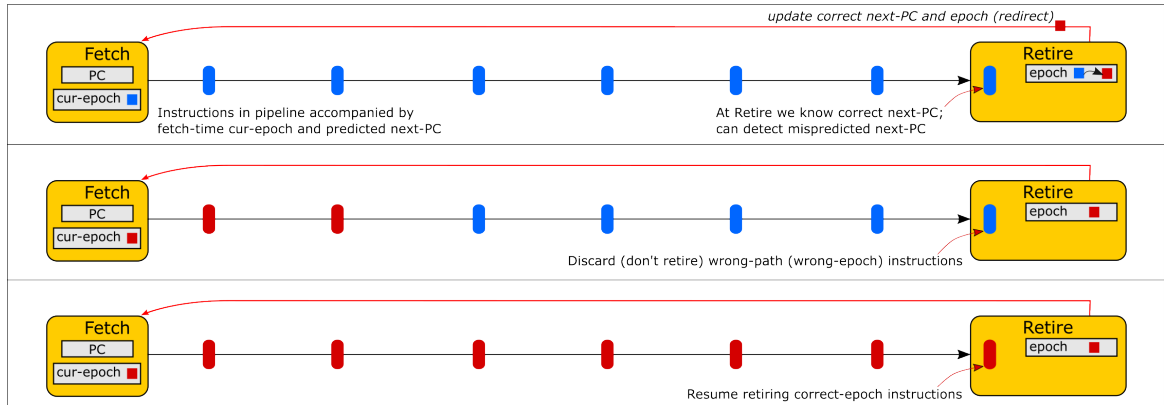 update correct next-PC and epoch (redirect)
Fetch
PC
cur-epoch
Retire
epoch
Instructions in pipeline accompanied by
fetch-time cur-epoch and predicted next-PC
At Retire we know correct next-PC;
can detect mispredicted next-PC
Fetch
PC
cur-epoch
Retire
epoch
Discard (don't retire) wrong-path (wrong-epoch) instructions
Fetch
PC
cur-epoch
Retire
epoch
Resume retiring correct-epoch instructions